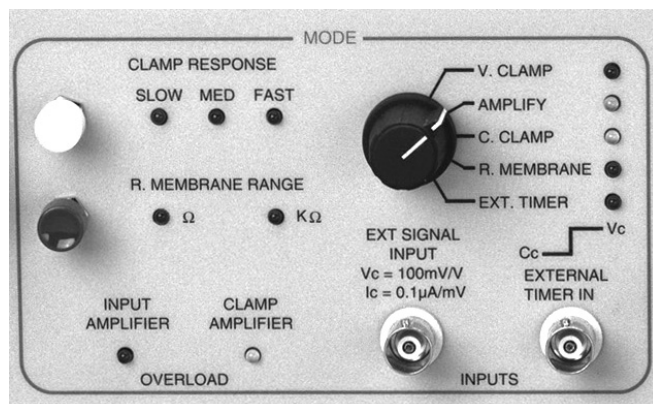 MODE
CLAMP RESPONSE
SLOW MED FAST
R. MEMBRANE RANGE
Ω KΩ
INPUT
AMPLIFIER
CLAMP
AMPLIFIER
OVERLOAD
V. CLAMP
AMPLIFY
C. CLAMP
R. MEMBRANE
EXT. TIMER
EXT SIGNAL
INPUT
Vc = 100mV/V
Ic = 0.1µA/mV
Vc
Cc
EXTERNAL
TIMER IN
INPUTS